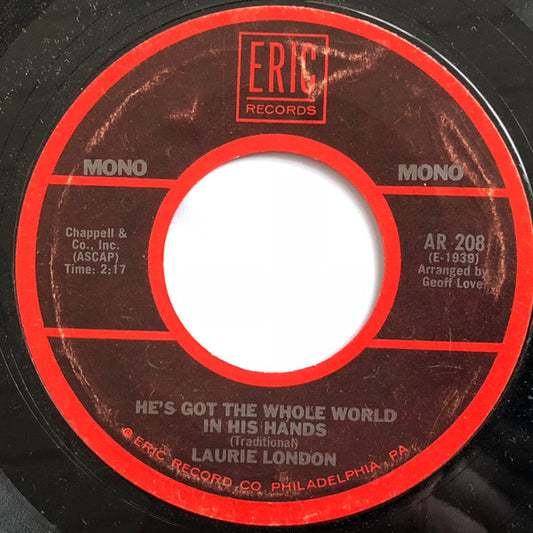 ERIC
RECORDS
MONO
MONO
Chappell &
Co., Inc.
(ASCAP)
Time: 2:17
AR 208
(E-1939)
Arranged by
Geoff Love
HE'S GOT THE WHOLE WORLD
IN HIS HANDS
(Traditional)
LAURIE LONDON
© ERIC RECORD CO. PHILADELPHIA, PA.